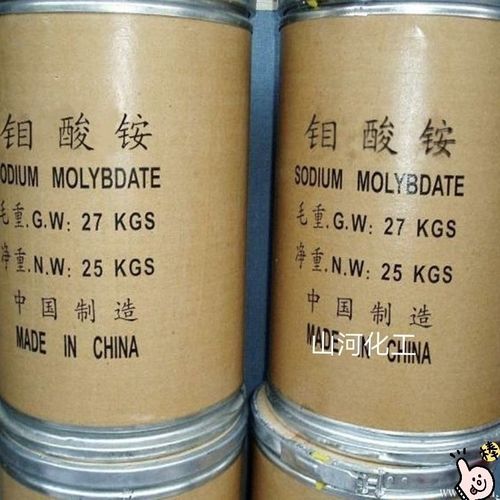 钼酸铵
ODIUM MOLYBDATE
毛重.G.W: 27 KGS
净重.N.W: 25 KGS
中国制造
MADE IN CHINA
钼酸铵
SODIUM MOLYBDATE
毛重.G.W: 27 KGS
净重.N.W: 25 KGS
中国制造
MADE IN CHINA
山河化工